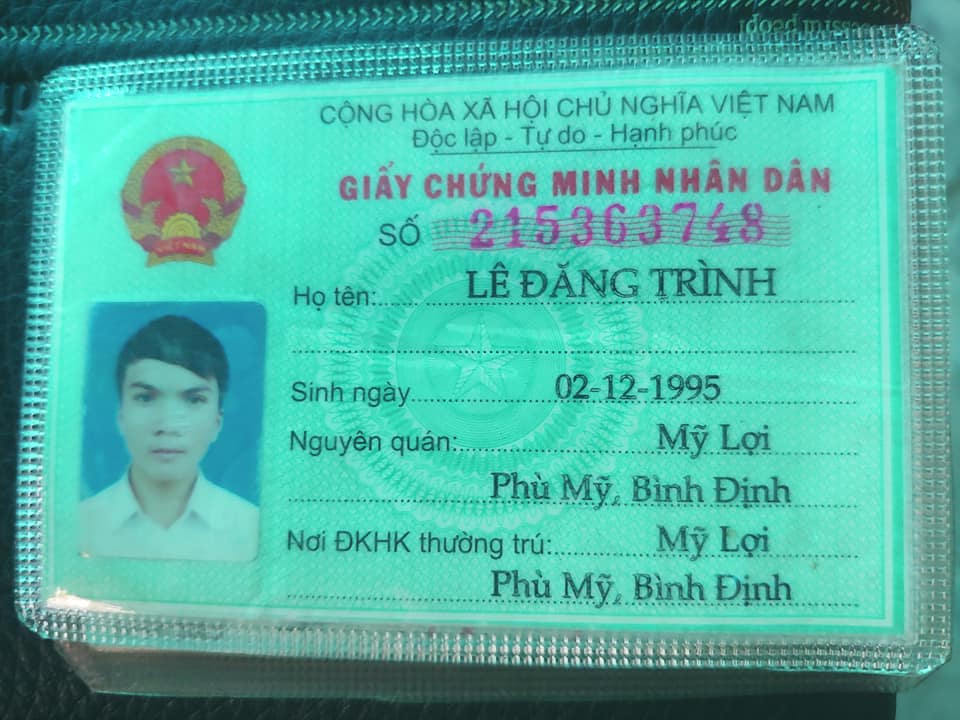 CỘNG HÒA XÃ HỘI CHỦ NGHĨA VIỆT NAM
Độc lập - Tự do - Hạnh phúc
GIẤY CHỨNG MINH NHÂN DÂN
SỐ 215363748
VIỆT NAM
Họ tên: LÊ ĐĂNG TRÌNH
Sinh ngày 02-12-1995
Nguyên quán: Mỹ Lợi
Phù Mỹ, Bình Định
Nơi ĐKHK thường trú: Mỹ Lợi
Phù Mỹ, Bình Định